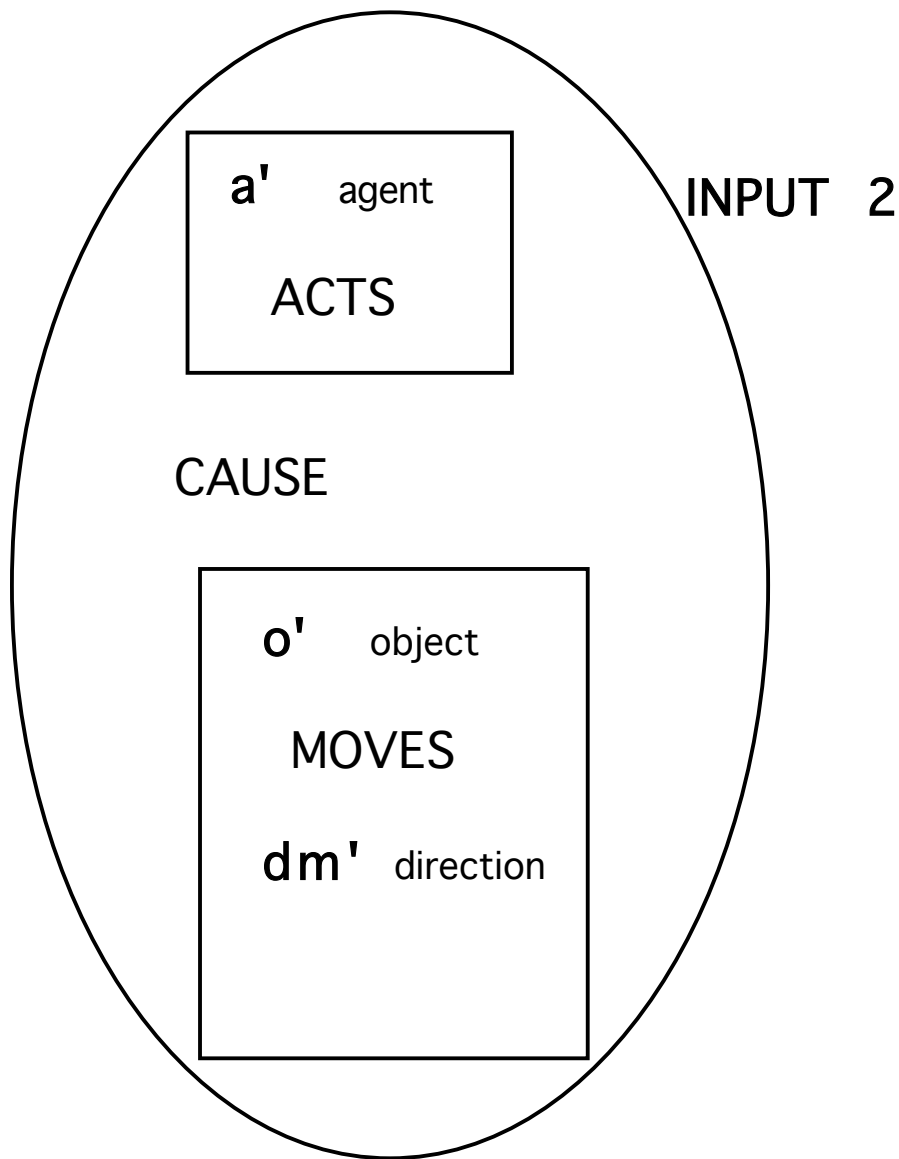 a' agent
INPUT 2
ACTS
CAUSE
o' object
MOVES
dm' direction